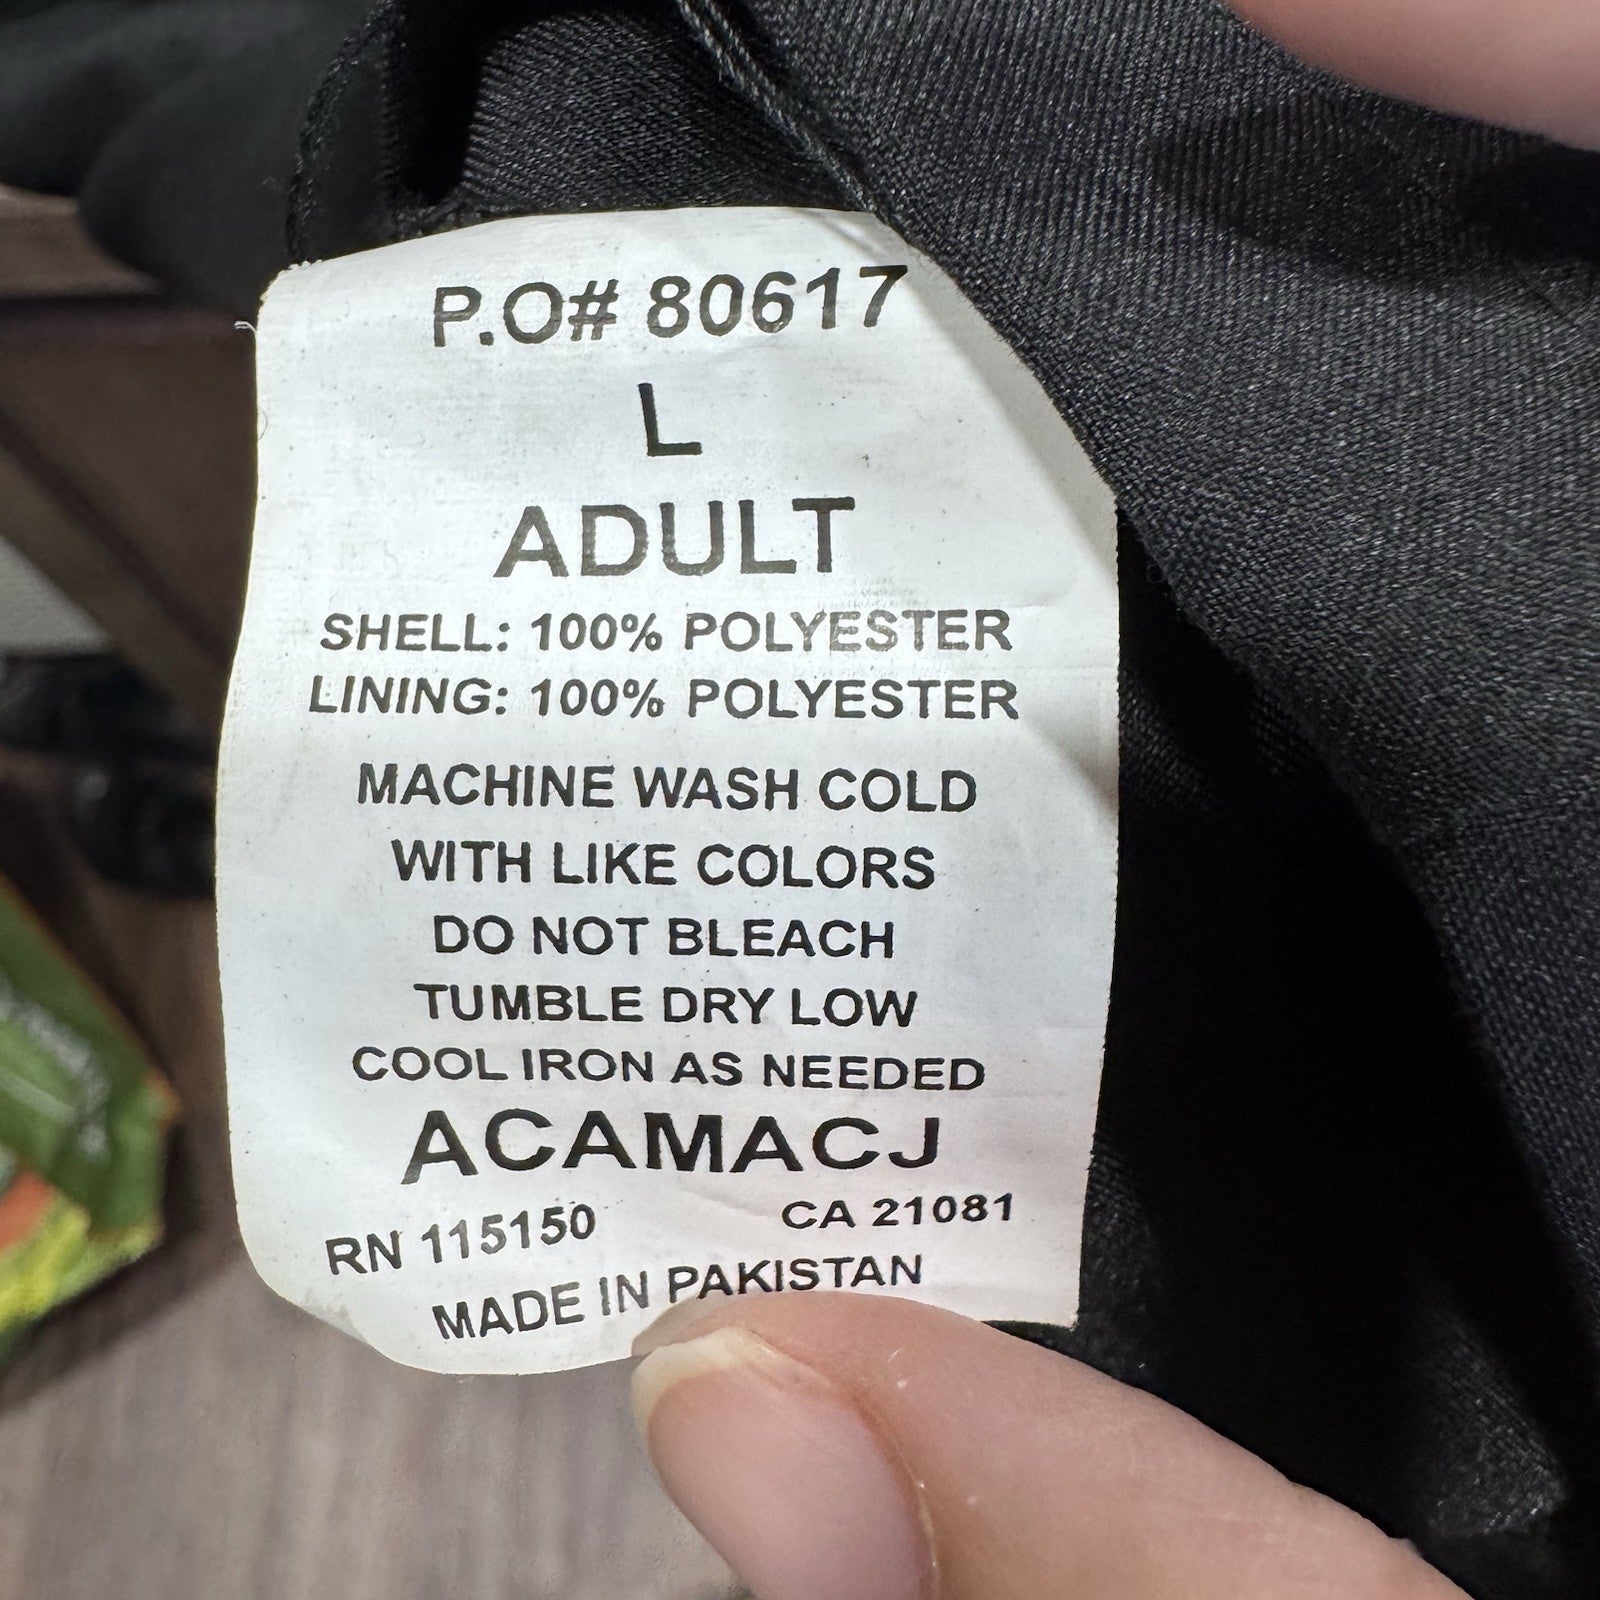 P.O# 80617
L
ADULT
SHELL: 100% POLYESTER
LINING: 100% POLYESTER
MACHINE WASH COLD
WITH LIKE COLORS
DO NOT BLEACH
TUMBLE DRY LOW
COOL IRON AS NEEDED
ACAMACJ
RN 115150 CA 21081
MADE IN PAKISTAN